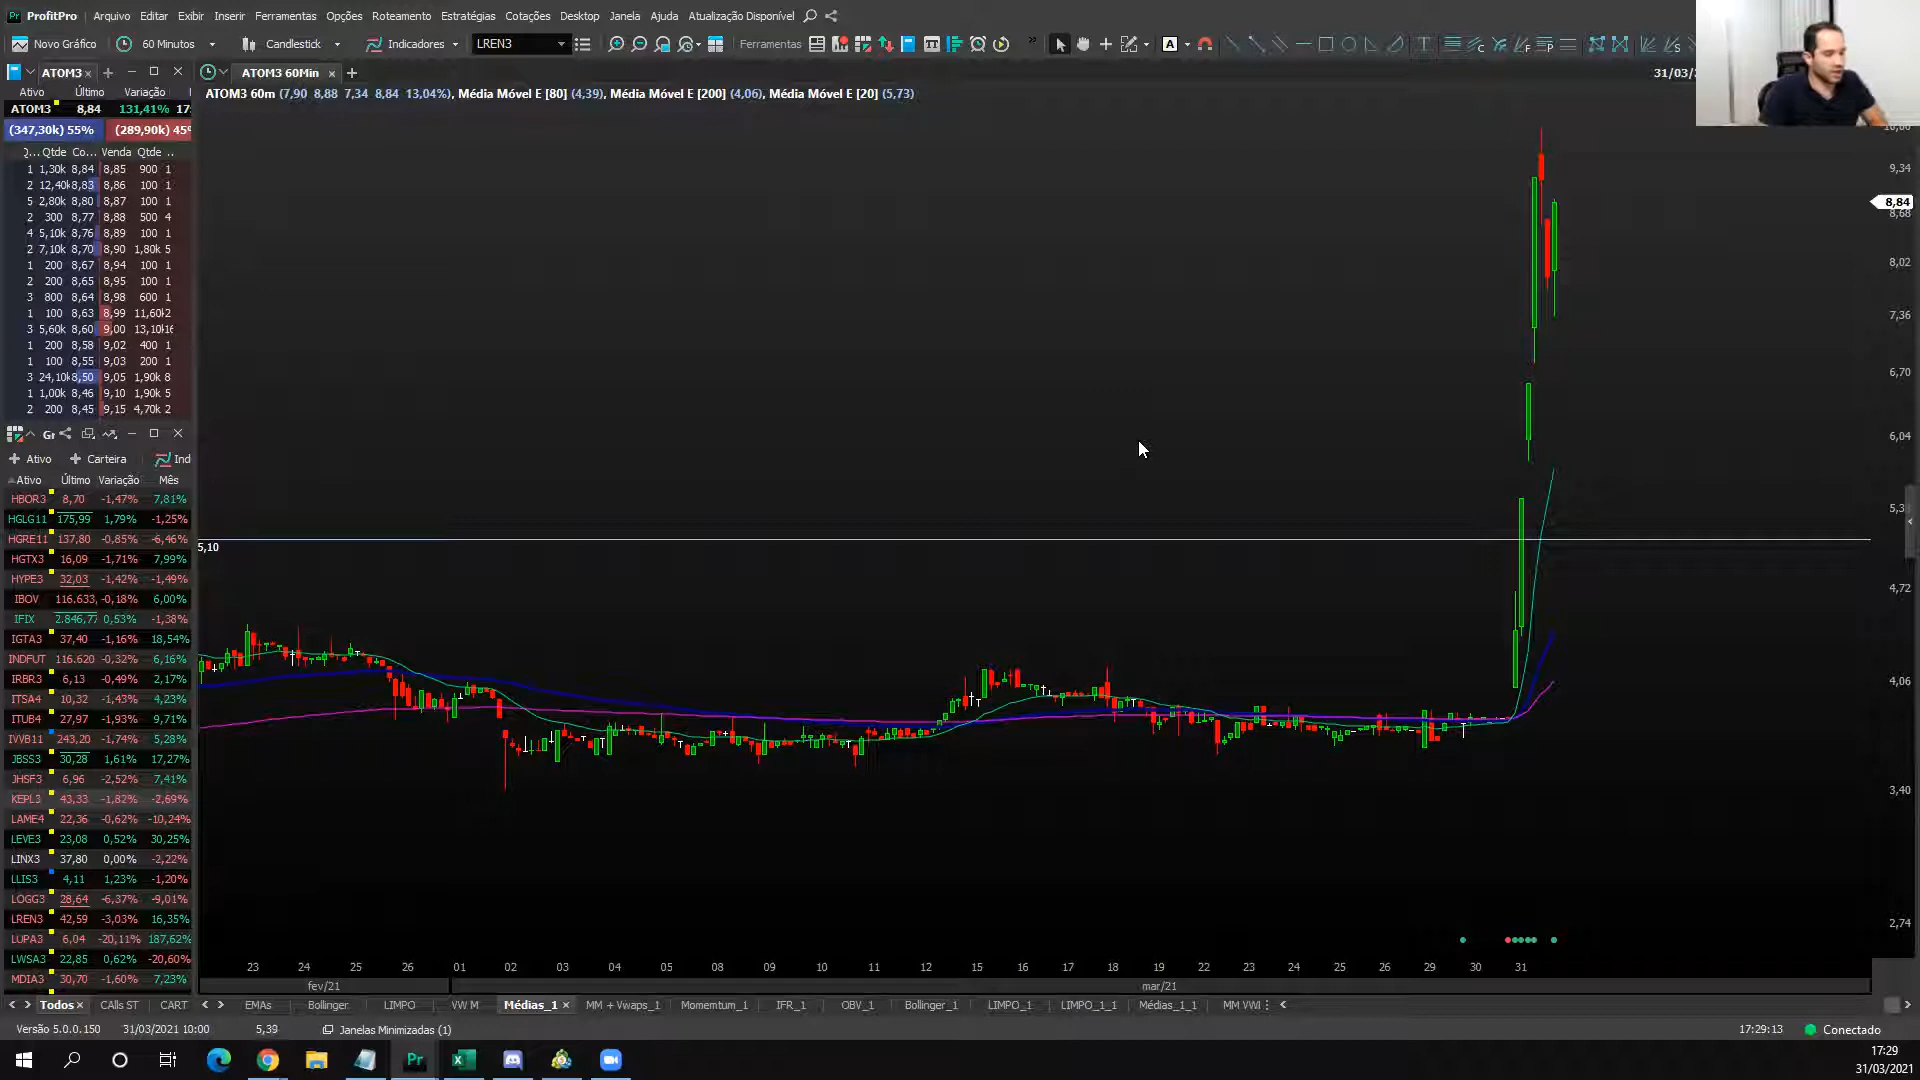 ProfitPro Arquivo Editar Exibir Inserir Ferramentas Opções Roteamento Estratégias Cotações Desktop Janela Ajuda Atualização Disponível
Novo Gráfico 60 Minutos Candlestick Indicadores LREN3 Ferramentas
ATOM3 ATOM3 60Min
Ativo Último Variação
ATOM3 60m (7,90 8,88 7,34 8,84 13,04%), Média Móvel E [80] (4,39), Média Móvel E [200] (4,06), Média Móvel E [20] (5,73)
ATOM3 8,84 131,41% 17:
(347,30k) 55% (289,90k) 45%
Qtde Co... Venda Qtde ..
1 1,30k 8,84 8,85 900 1
2 12,40k 8,83 8,86 100 1
5 2,80k 8,80 8,87 100 1
2 300 8,77 8,88 500 4
4 5,10k 8,76 8,89 100 1
2 7,10k 8,70 8,90 1,80k 5
1 200 8,67 8,94 100 1
2 200 8,65 8,95 100 1
3 800 8,64 8,98 600 1
1 100 8,63 8,99 11,60k 2
3 5,60k 8,60 9,00 13,10k 16
1 200 8,58 9,02 400 1
1 100 8,55 9,03 200 1
3 24,10k 8,50 9,05 1,90k 8
1 1,00k 8,46 9,10 1,90k 5
2 200 8,45 9,15 4,70k 2
Gr
Ativo Carteira Ind
Ativo Último Variação Mês
HBOR3 8,70 -1,47% 7,81%
HGLG11 175,99 1,79% -1,25%
HGRE11 137,80 -0,85% -6,46%
HGTX3 16,09 -1,71% 7,99%
HYPE3 32,03 -1,42% -1,49%
IBOV 116.633, -0,18% 6,00%
IFIX 2.846,77 0,53% -1,38%
IGTA3 37,40 -1,16% 18,54%
INDFUT 116.620 -0,32% 6,16%
IRBR3 6,13 -0,49% 2,17%
ITSA4 10,32 -1,43% 4,23%
ITUB4 27,97 -1,93% 9,71%
IVVB11 243,20 -1,74% 5,28%
JBSS3 30,28 1,61% 17,27%
JHSF3 6,96 -2,52% 7,41%
KEPL3 43,33 -1,82% -2,69%
LAME4 22,36 -0,62% -10,24%
LEVE3 23,08 0,52% 30,25%
LINX3 37,80 0,00% -2,22%
LLIS3 4,11 1,23% -1,20%
LOGG3 28,64 -6,37% -9,01%
LREN3 42,59 -3,03% 16,35%
LUPA3 6,04 -20,11% 187,62%
LWSA3 22,85 0,62% -20,60%
MDIA3 30,70 -1,60% 7,23%
31/03/
9,34
8,84
8,68
8,02
7,36
6,70
6,04
5,3
5,10
4,72
4,06
3,40
2,74
23 24 25 26 01 02 03 04 05 08 09 10 11 12 15 16 17 18 19 22 23 24 25 26 29 30 31
fev/21 mar/21
Todos CAlls ST CART EMAs Bollinger LIMPO VW M Médias_1 MM + Vwaps_1 Momemtum_1 IFR_1 OBV_1 Bollinger_1 LIMPO_1 LIMPO_1_1 Médias_1_1 MM VWI
Versão 5.0.0.150 31/03/2021 10:00 5,39 Janelas Minimizadas (1) 17:29:13 Conectado
17:29
31/03/2021